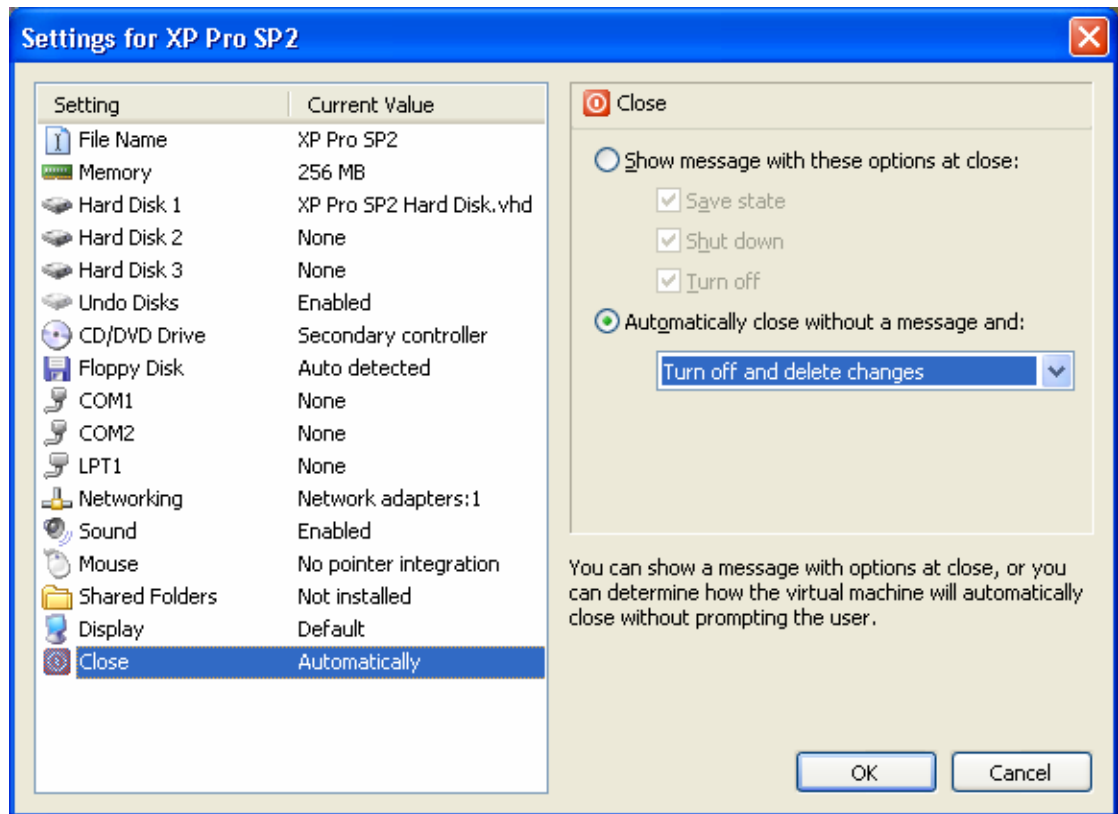 Settings for XP Pro SP2
Setting Current Value
File Name XP Pro SP2
Memory 256 MB
Hard Disk 1 XP Pro SP2 Hard Disk.vhd
Hard Disk 2 None
Hard Disk 3 None
Undo Disks Enabled
CD/DVD Drive Secondary controller
Floppy Disk Auto detected
COM1 None
COM2 None
LPT1 None
Networking Network adapters:1
Sound Enabled
Mouse No pointer integration
Shared Folders Not installed
Display Default
Close Automatically
Close
Show message with these options at close:
Save state
Shut down
Turn off
Automatically close without a message and:
Turn off and delete changes
You can show a message with options at close, or you
can determine how the virtual machine will automatically
close without prompting the user.
OK Cancel